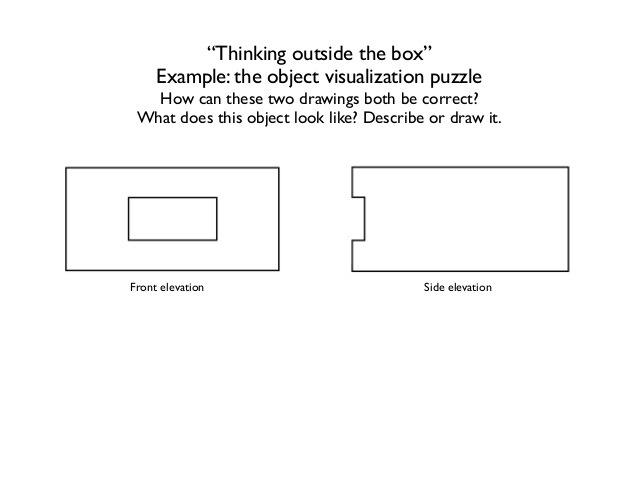 “Thinking outside the box”
Example: the object visualization puzzle
How can these two drawings both be correct?
What does this object look like? Describe or draw it.
Front elevation
Side elevation